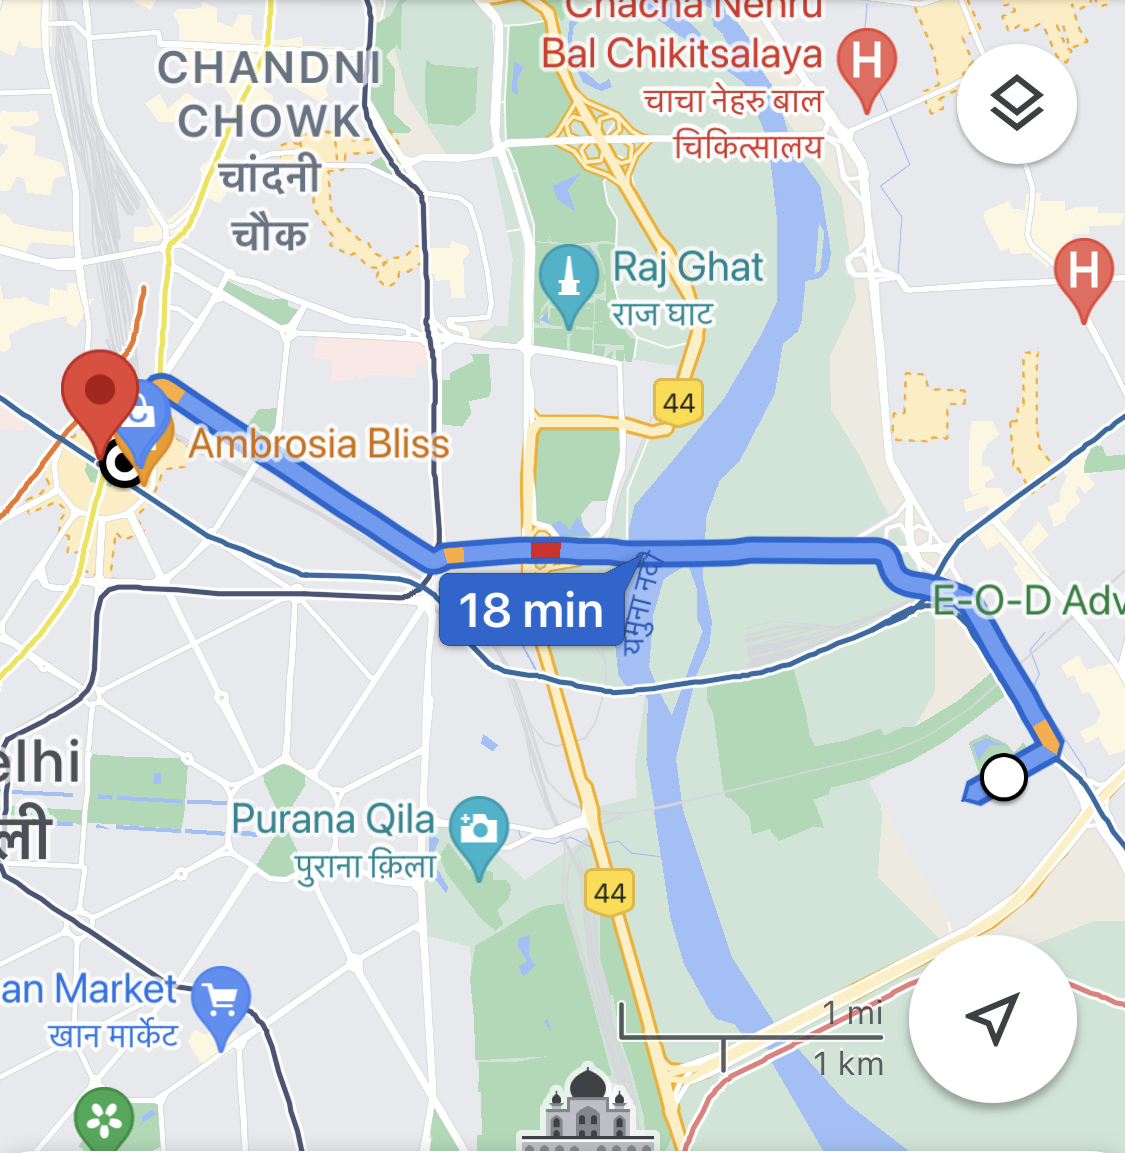 Chacha Nehru
Bal Chikitsalaya
चाचा नेहरु बाल
चिकित्सालय
CHANDNI
CHOWK
चांदनी
चौक
H
H
Raj Ghat
राज घाट
44
Ambrosia Bliss
18 min
यमुना नदी
E-O-D Adv
elhi
ली
Purana Qila
पुराना क़िला
44
an Market
खान मार्केट
1 mi
1 km